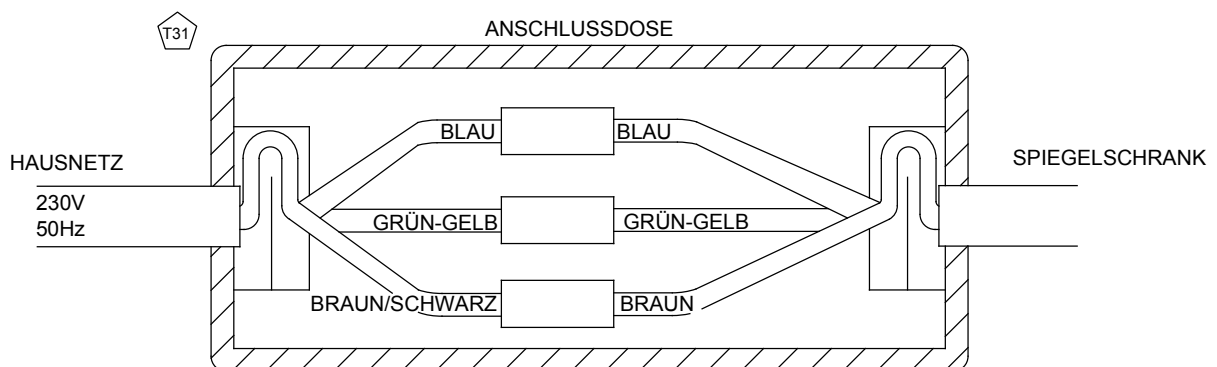 T31
ANSCHLUSSDOSE
HAUSNETZ
230V
50Hz
BLAU BLAU
SPIEGELSCHRANK
GRÜN-GELB GRÜN-GELB
BRAUN/SCHWARZ BRAUN